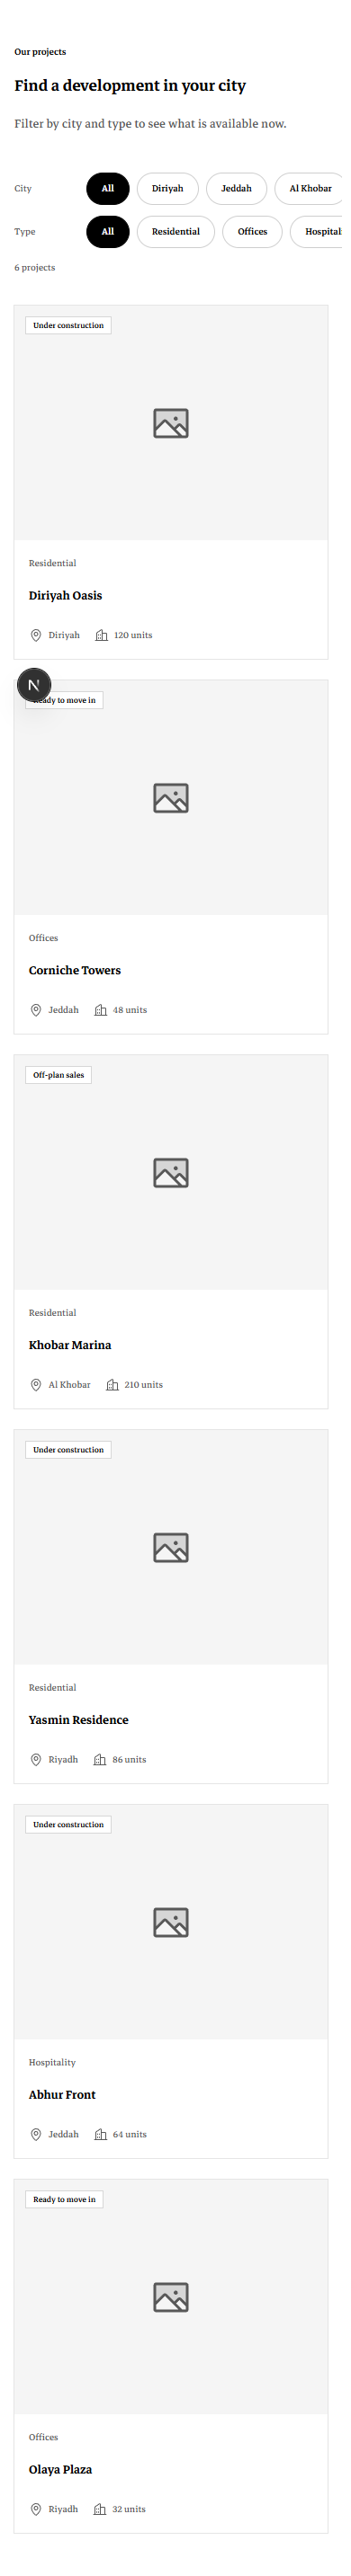 Our projects
Find a development in your city
Filter by city and type to see what is available now.
City All Diriyah Jeddah Al Khobar
Type All Residential Offices Hospital
6 projects
Under construction
Residential
Diriyah Oasis
Diriyah 120 units
N
eady to move in
Offices
Corniche Towers
Jeddah 48 units
Off-plan sales
Residential
Khobar Marina
Al Khobar 210 units
Under construction
Residential
Yasmin Residence
Riyadh 86 units
Under construction
Hospitality
Abhur Front
Jeddah 64 units
Ready to move in
Offices
Olaya Plaza
Riyadh 32 units